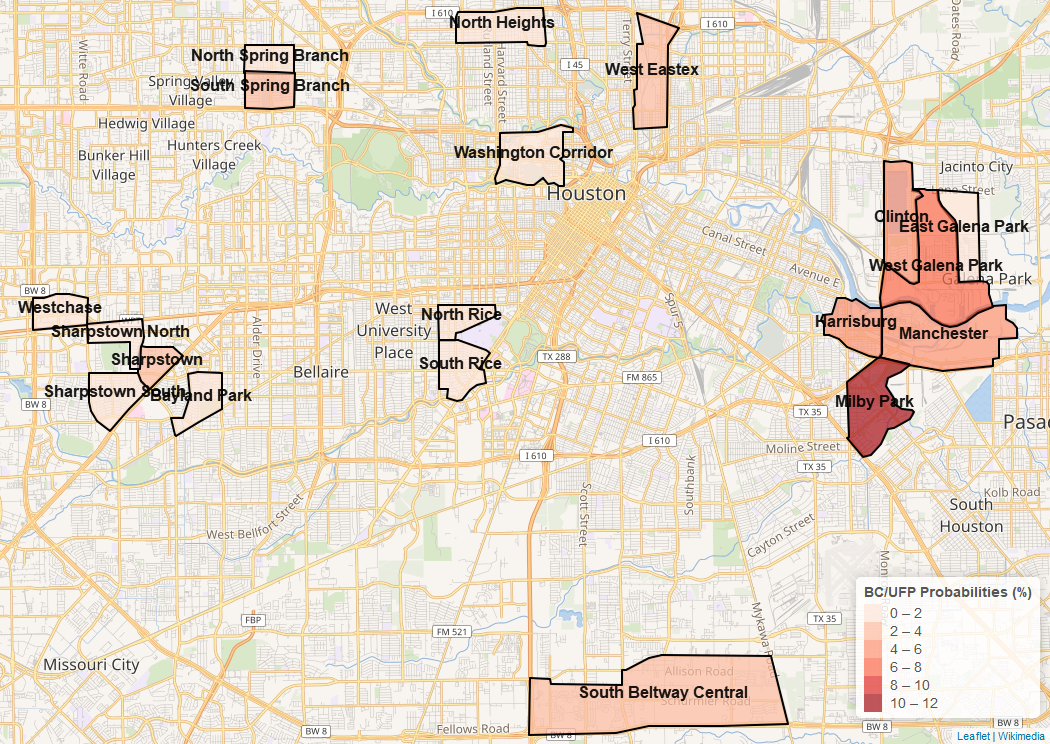 I 610
North Heights
I 610
Dates Road
Witte Road
North Spring Branch
Spring Valley
Village
South Spring Branch
Harvard Street
Terry Street
I 45
West Eastex
Hedwig Village
Hunters Creek
Village
Bunker Hill
Village
Washington Corridor
Houston
Jacinto City
Clinton
East Galena Park
Canal Street
Avenue E
West Galena Park
Galena Park
BW 8
Westchase
Sharpstown North
Sharpstown
Sharpstown South
Bayland Park
BW 8
Alder Drive
Bellaire
West
University
Place
North Rice
South Rice
Spur 5
TX 288
FM 865
Harrisburg
Manchester
Milby Park
TX 35
I 610
I 610
Moline Street
TX 35
Southbank
Scott Street
West Bellfort Street
Cayton Street
Kolb Road
South
Houston
FBP
FM 521
TX 35
Mykawa
Missouri City
Allison Road
South Beltway Central
Schurmier Road
Fellows Road
BW 8
BW 8
BW 8
BC/UFP Probabilities (%)
0 – 2
2 – 4
4 – 6
6 – 8
8 – 10
10 – 12
Leaflet | Wikimedia